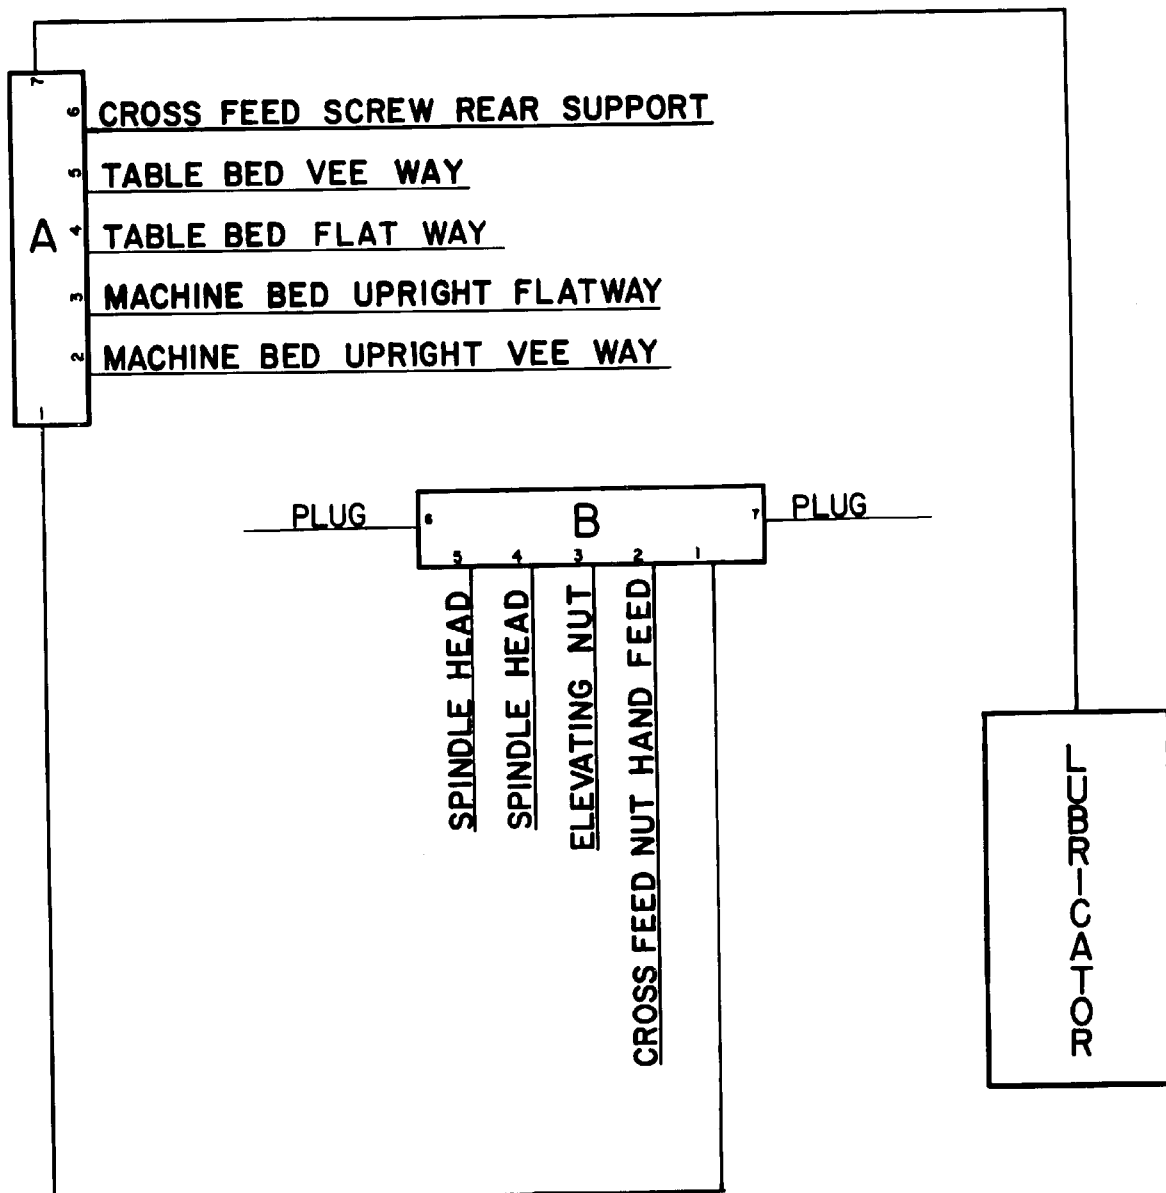 7
6 CROSS FEED SCREW REAR SUPPORT
5 TABLE BED VEE WAY
A
4 TABLE BED FLAT WAY
3 MACHINE BED UPRIGHT FLATWAY
2 MACHINE BED UPRIGHT VEE WAY
1
PLUG
6
B
7
PLUG
5
4
3
2
1
SPINDLE HEAD
SPINDLE HEAD
ELEVATING NUT
CROSS FEED NUT HAND FEED
LUBRICATOR